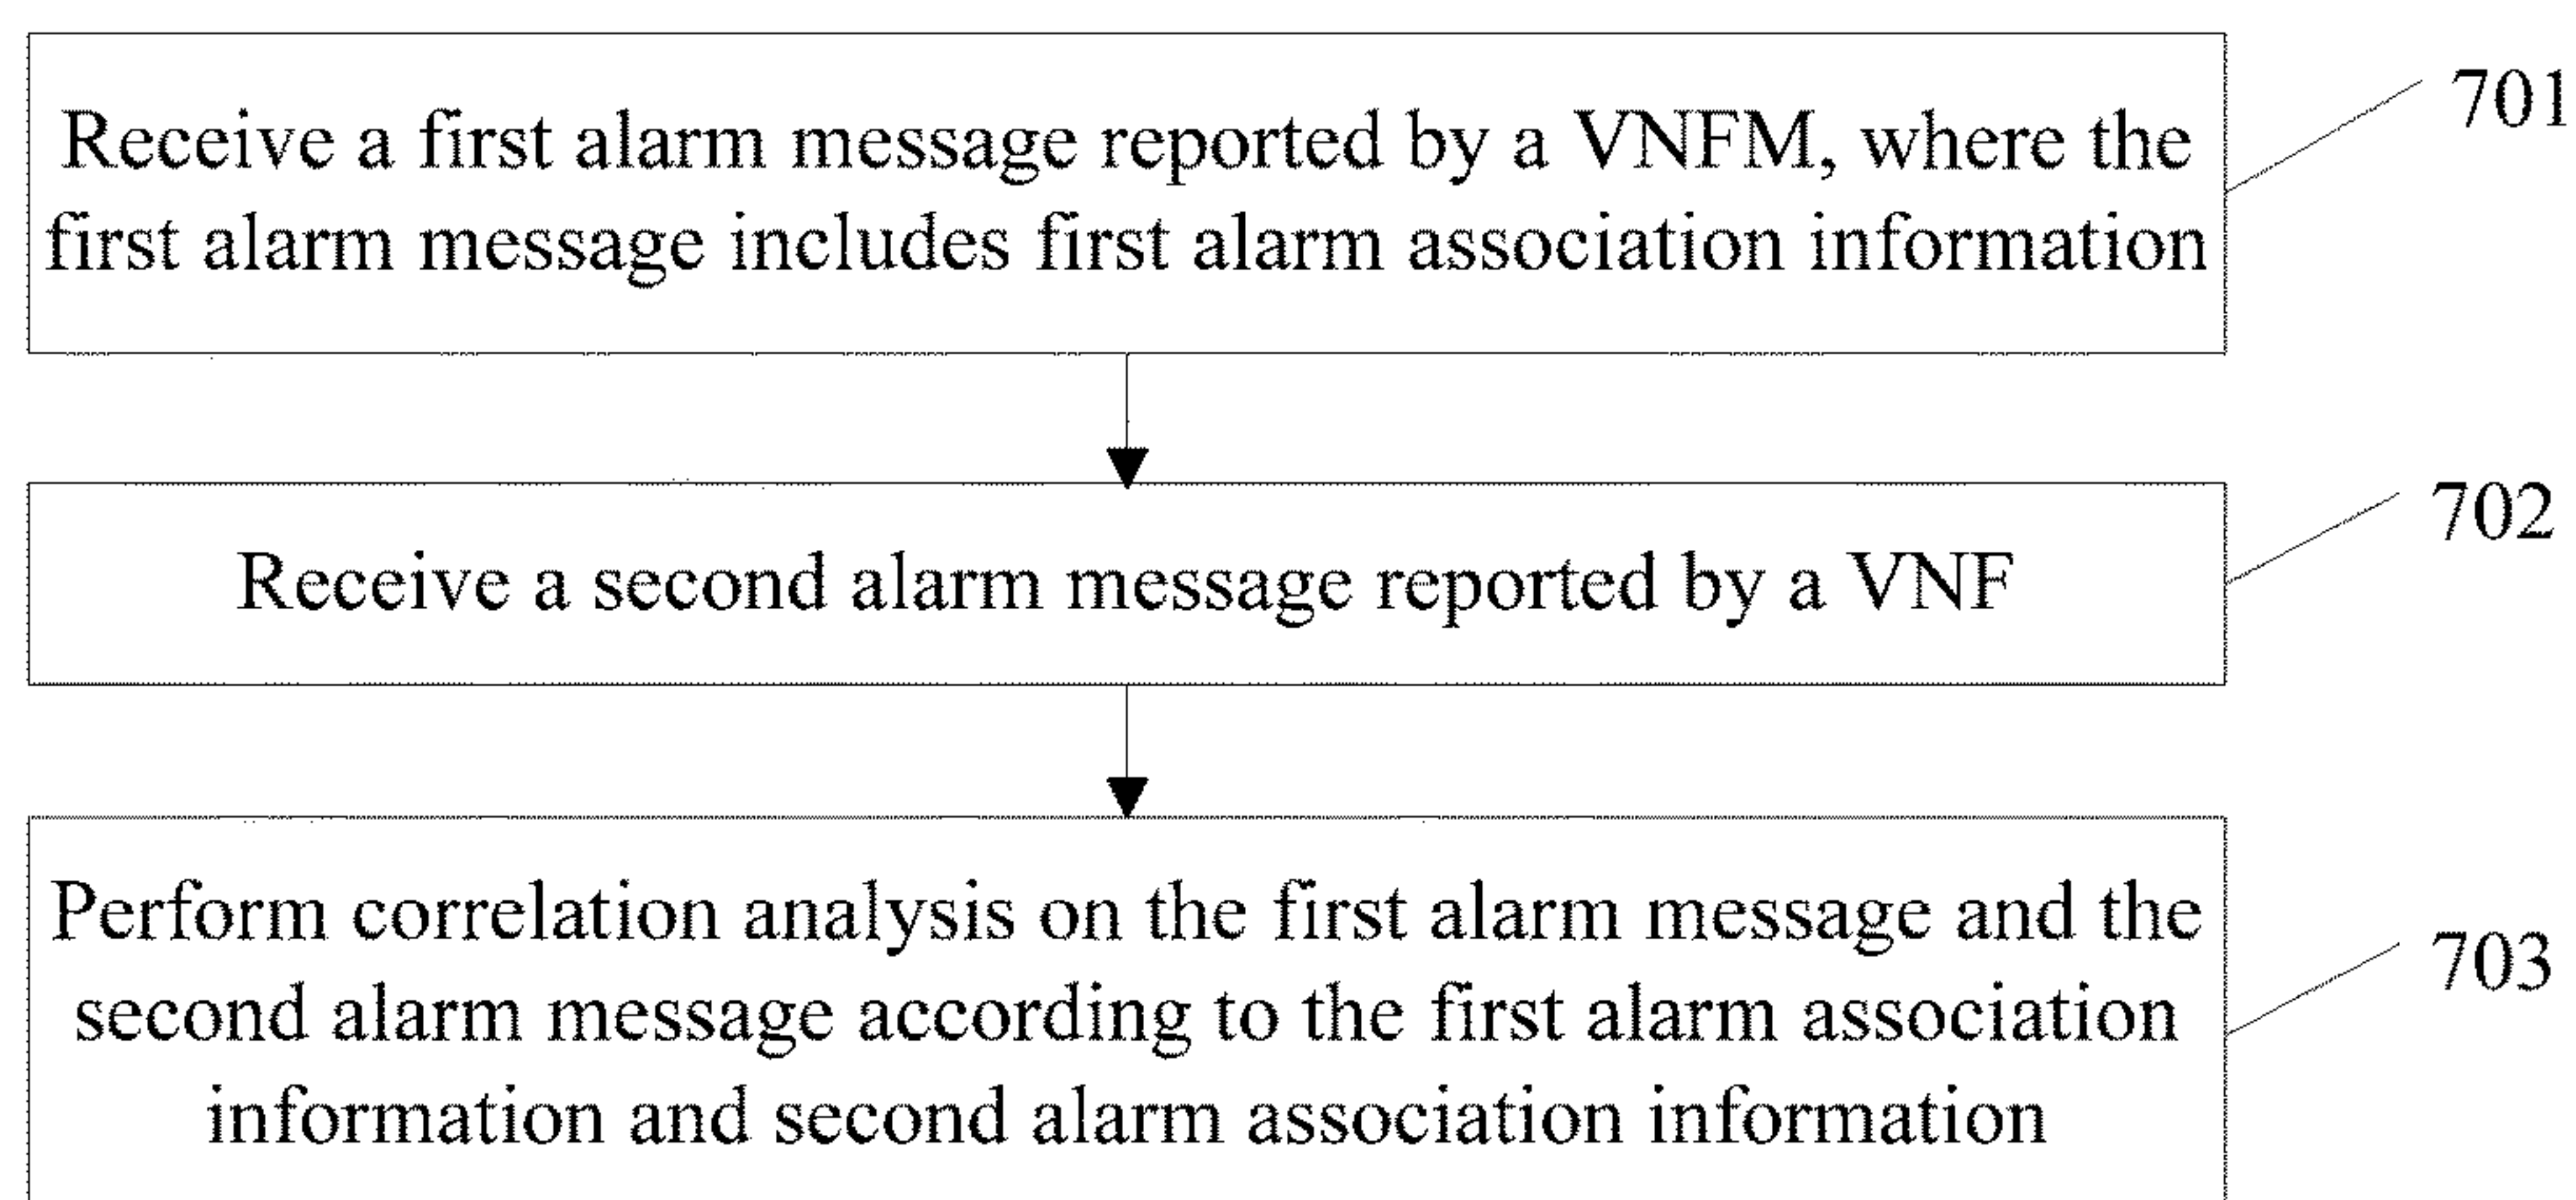 Receive a first alarm message reported by a VNFM, where the
first alarm message includes first alarm association information
701
Receive a second alarm message reported by a VNF
702
Perform correlation analysis on the first alarm message and the
second alarm message according to the first alarm association
information and second alarm association information
703